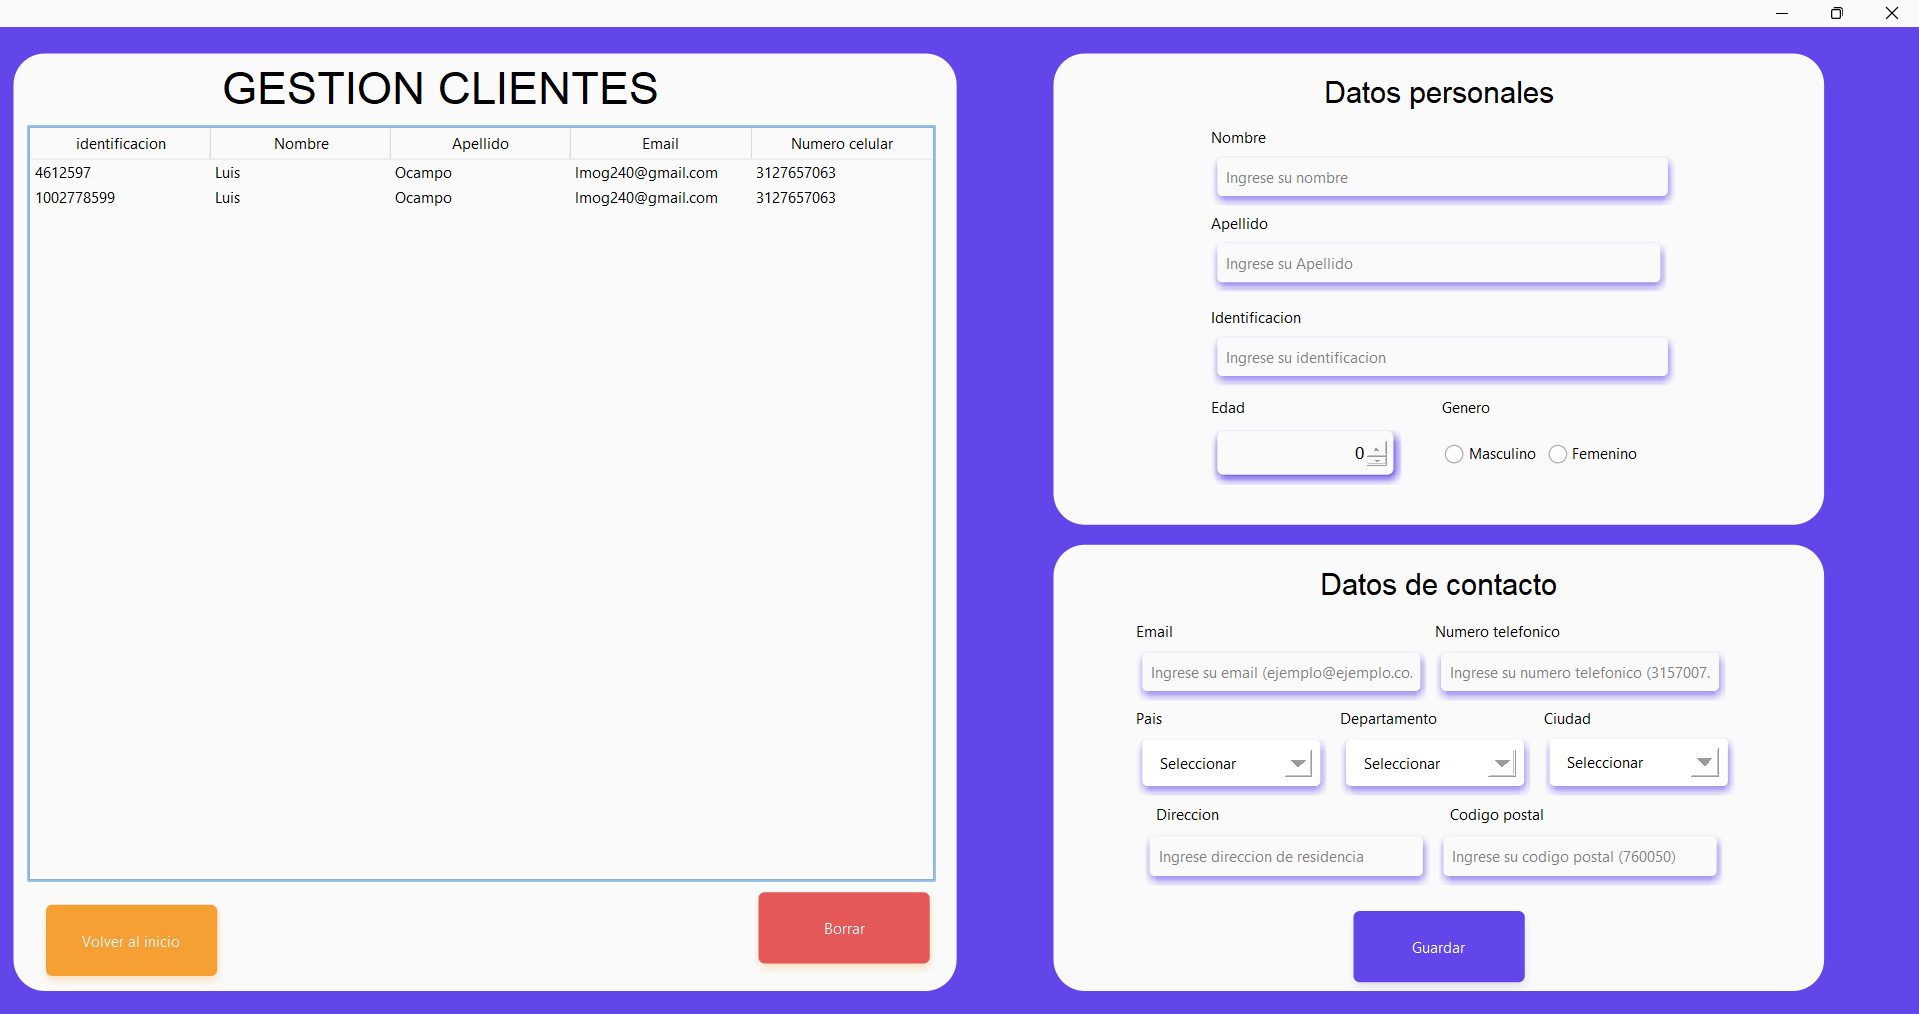 GESTION CLIENTES
identificacion Nombre Apellido Email Numero celular
4612597 Luis Ocampo lmog240@gmail.com 3127657063
1002778599 Luis Ocampo lmog240@gmail.com 3127657063
Volver al inicio
Borrar
Datos personales
Nombre
Ingrese su nombre
Apellido
Ingrese su Apellido
Identificacion
Ingrese su identificacion
Edad Genero
0 Masculino Femenino
Datos de contacto
Email Numero telefonico
Ingrese su email (ejemplo@ejemplo.co. Ingrese su numero telefonico (3157007.
Pais Departamento Ciudad
Seleccionar Seleccionar Seleccionar
Direccion Codigo postal
Ingrese direccion de residencia Ingrese su codigo postal (760050)
Guardar